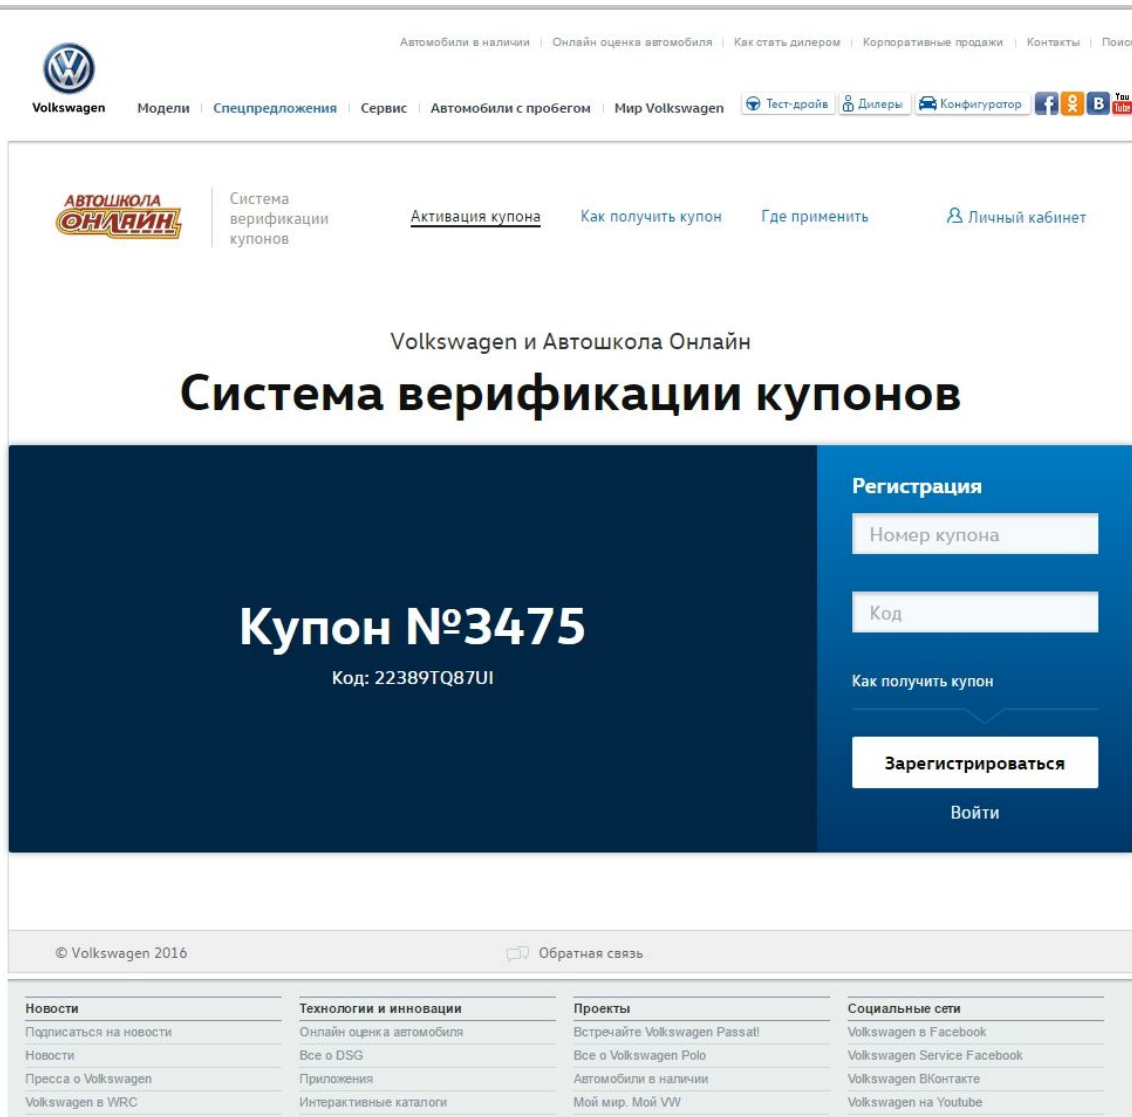 Автомобили в наличии | Онлайн оценка автомобиля | Как стать дилером | Корпоративные продажи | Контакты | Поиск
Volkswagen
Модели | Спецпредложения | Сервис | Автомобили с пробегом | Мир Volkswagen Тест-драйв Дилеры Конфигуратор You Tube
АВТОШКОЛА
ОНЛАЙН
Система
верификации
купонов
Активация купона Как получить купон Где применить Личный кабинет
Volkswagen и Автошкола Онлайн
Система верификации купонов
Купон №3475
Код: 22389TQ87UI
Регистрация
Номер купона
Код
Как получить купон
Зарегистрироваться
Войти
© Volkswagen 2016 Обратная связь
Новости Технологии и инновации Проекты Социальные сети
Подписаться на новости Онлайн оценка автомобиля Встречайте Volkswagen Passat! Volkswagen в Facebook
Новости Все о DSG Все о Volkswagen Polo Volkswagen Service Facebook
Пресса о Volkswagen Приложения Автомобили в наличии Volkswagen ВКонтакте
Volkswagen в WRC Интерактивные каталоги Мой мир. Мой VW Volkswagen на Youtube